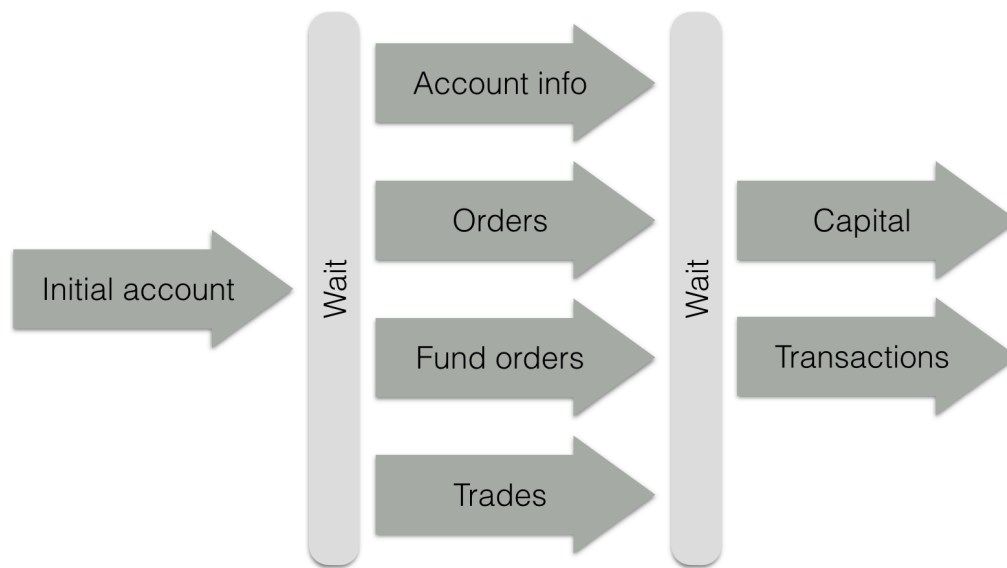 Initial account
Wait
Account info
Orders
Fund orders
Trades
Wait
Capital
Transactions